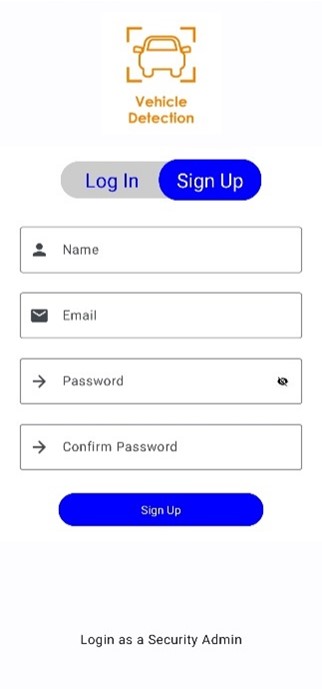 Vehicle
Detection
Log In Sign Up
Name
Email
Password
Confirm Password
Sign Up
Login as a Security Admin